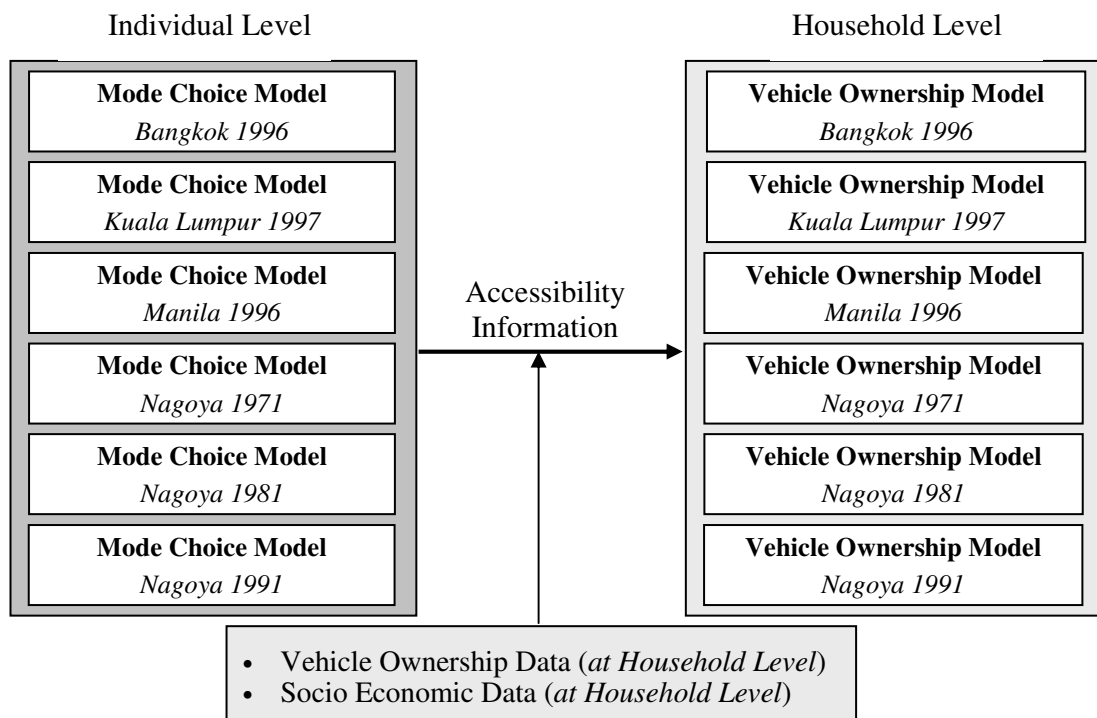 Individual Level
Mode Choice Model
Bangkok 1996
Mode Choice Model
Kuala Lumpur 1997
Mode Choice Model
Manila 1996
Mode Choice Model
Nagoya 1971
Mode Choice Model
Nagoya 1981
Mode Choice Model
Nagoya 1991
Accessibility
Information
Household Level
Vehicle Ownership Model
Bangkok 1996
Vehicle Ownership Model
Kuala Lumpur 1997
Vehicle Ownership Model
Manila 1996
Vehicle Ownership Model
Nagoya 1971
Vehicle Ownership Model
Nagoya 1981
Vehicle Ownership Model
Nagoya 1991
• Vehicle Ownership Data (at Household Level)
• Socio Economic Data (at Household Level)